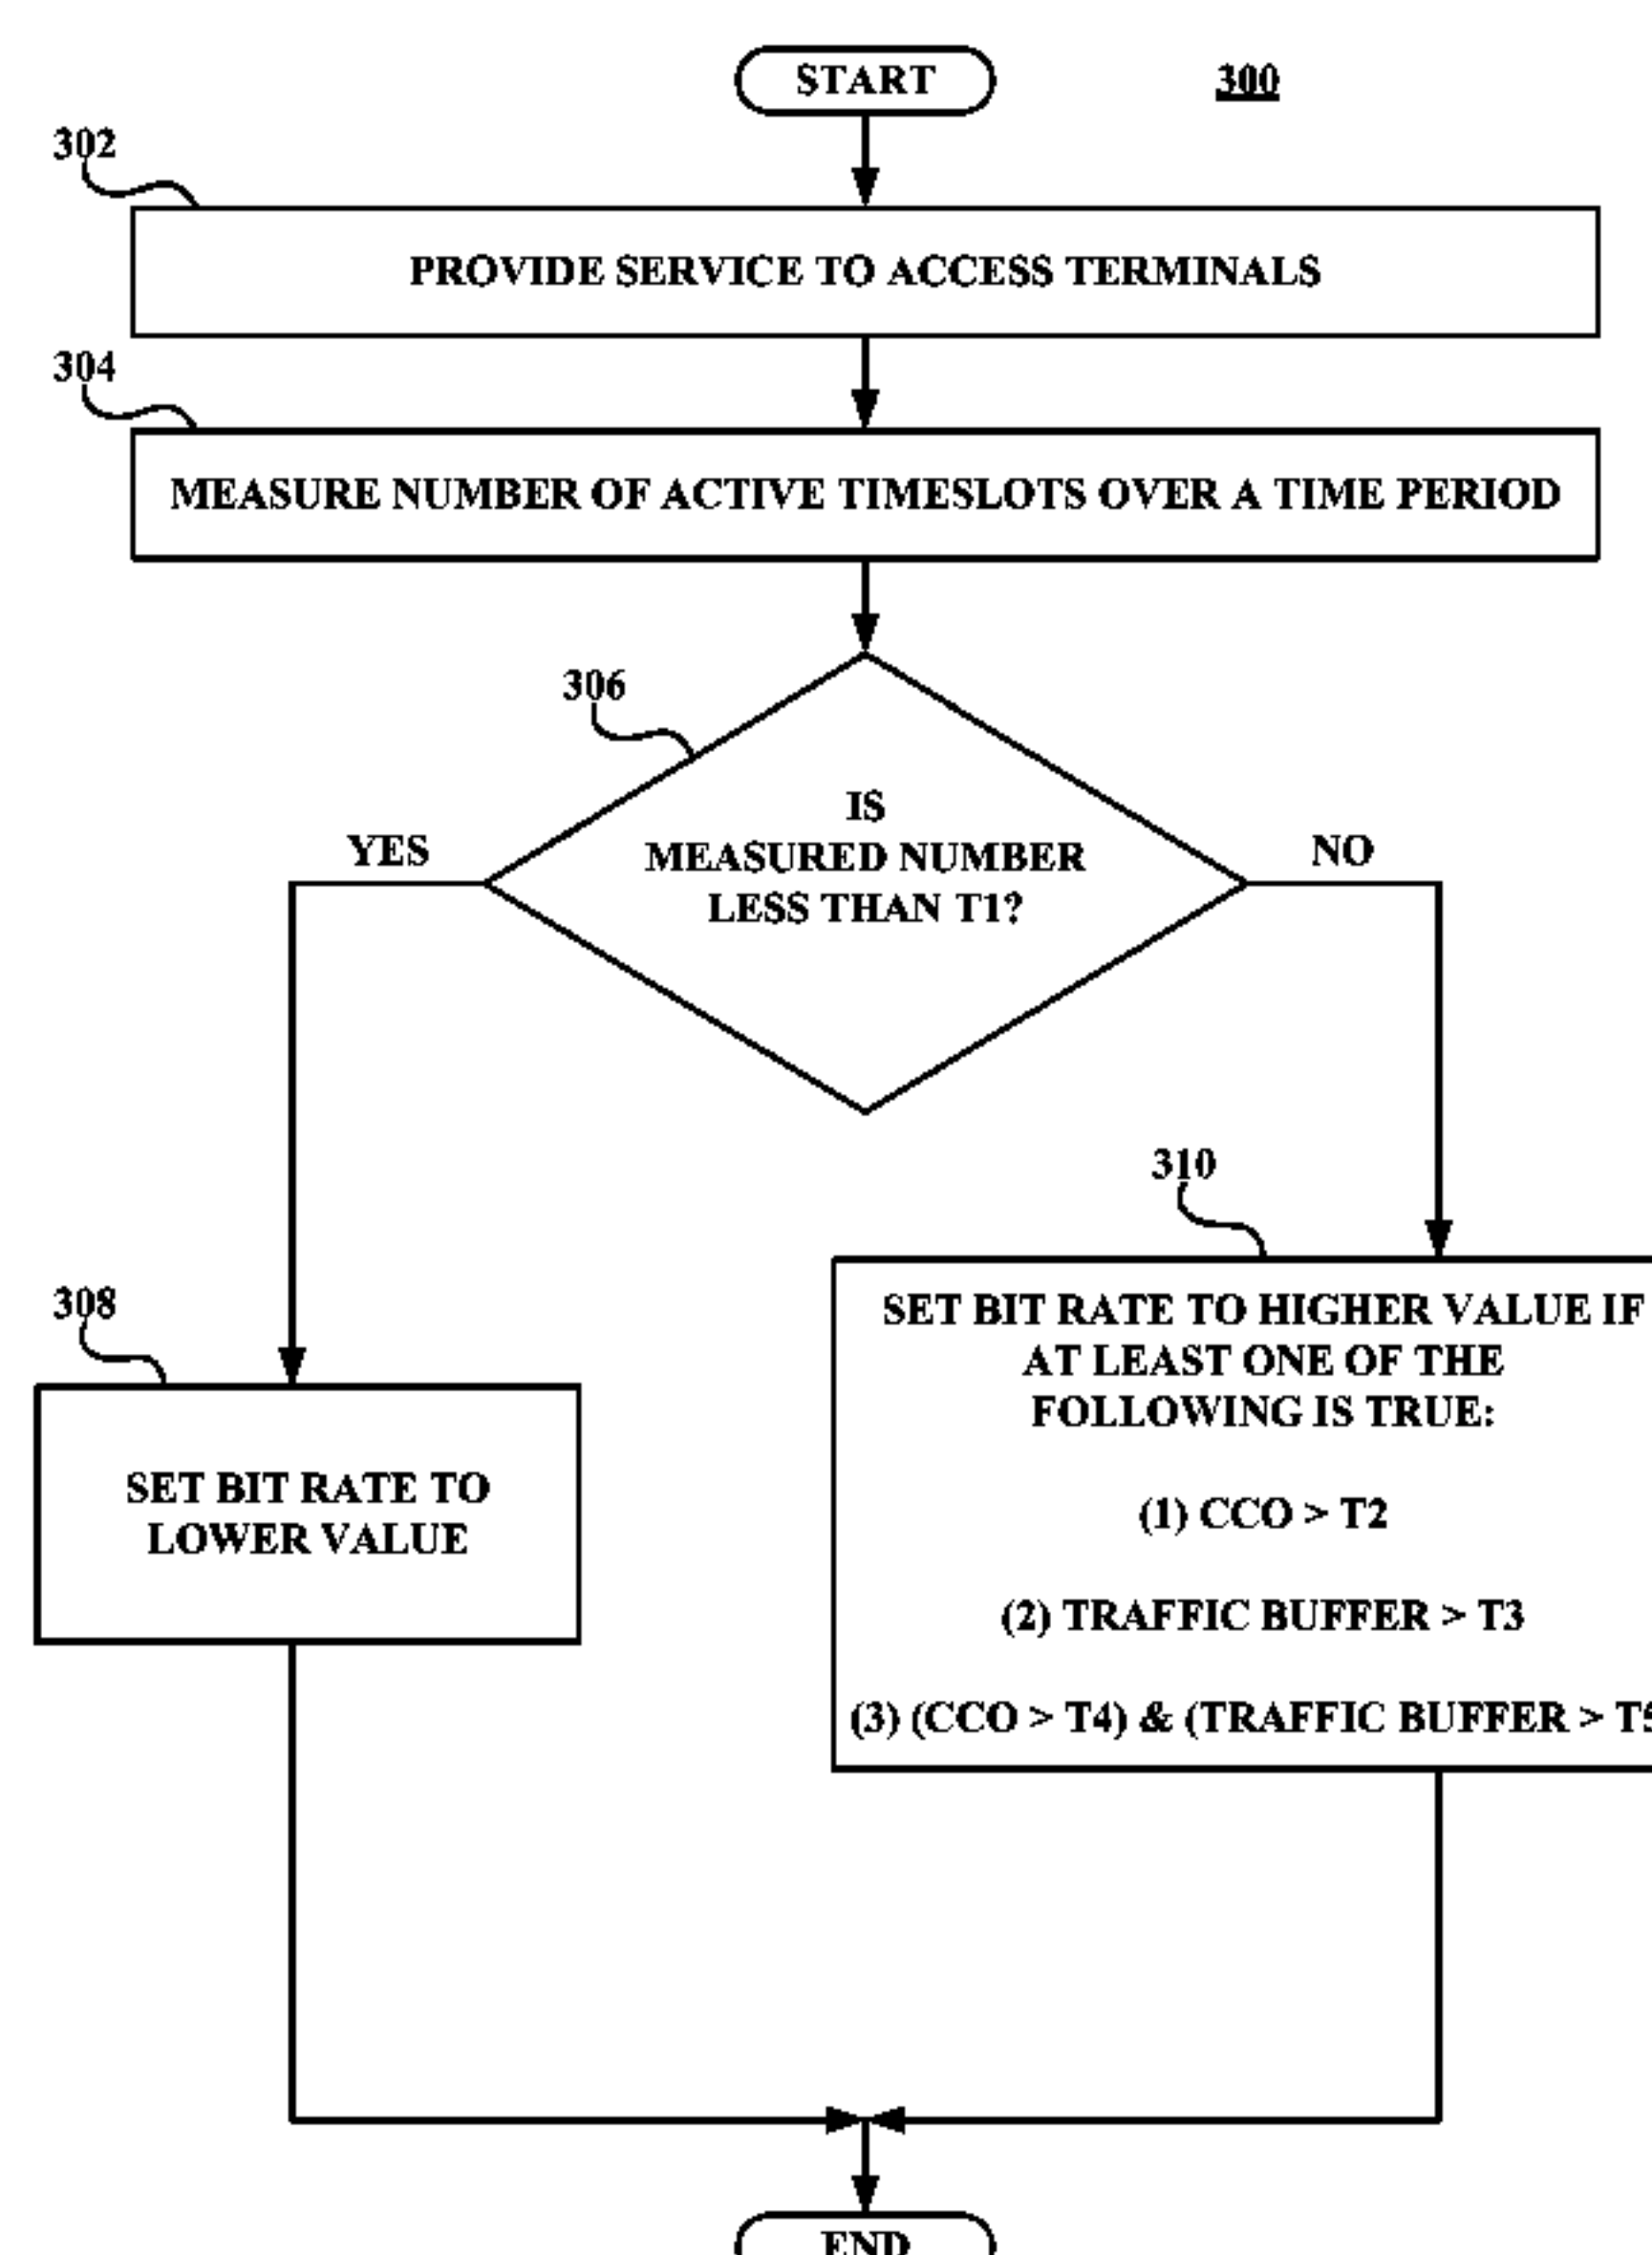 START
300
302
PROVIDE SERVICE TO ACCESS TERMINALS
304
MEASURE NUMBER OF ACTIVE TIMESLOTS OVER A TIME PERIOD
306
IS
MEASURED NUMBER
LESS THAN T1?
YES
NO
310
SET BIT RATE TO HIGHER VALUE IF
AT LEAST ONE OF THE
FOLLOWING IS TRUE:
(1) CCO > T2
(2) TRAFFIC BUFFER > T3
(3) (CCO > T4) & (TRAFFIC BUFFER > T5
308
SET BIT RATE TO
LOWER VALUE
END